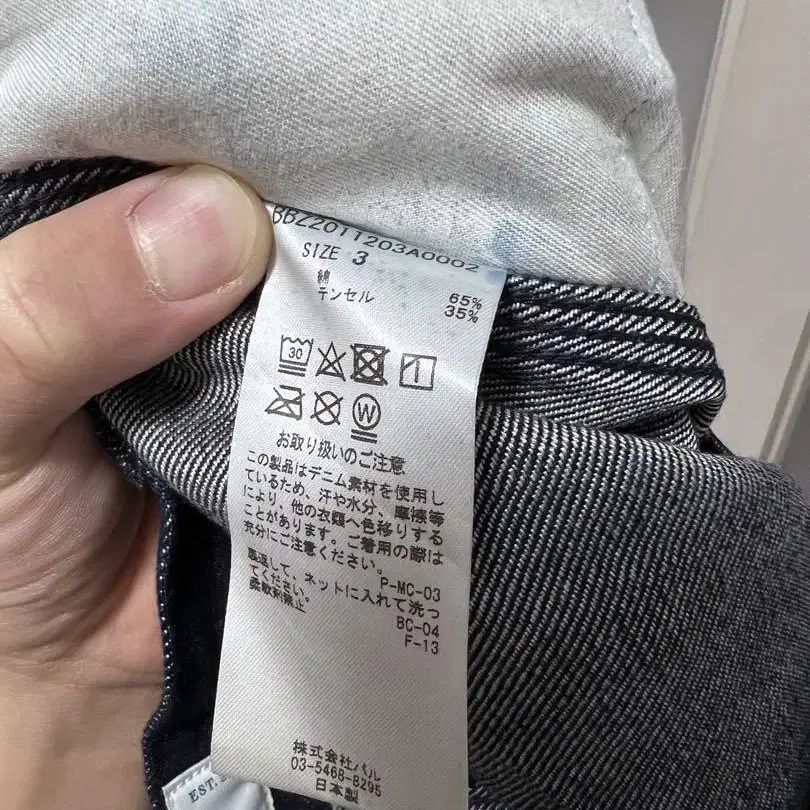 BBZ2011203A0002
SIZE 3
綿 65%
テンセル 35%
30
W
お取り扱いのご注意
この製品はデニム素材を使用し
ているため、汗や水分、摩擦等
により、他の衣類へ色移りする
ことがあります。ご着用の際は
充分にご注意ください。
P-MC-03
裏返して、ネットに入れて洗っ
てください。
BC-04
柔軟剤禁止
F-13
株式会社パル
03-5468-8295
日本製
EST.